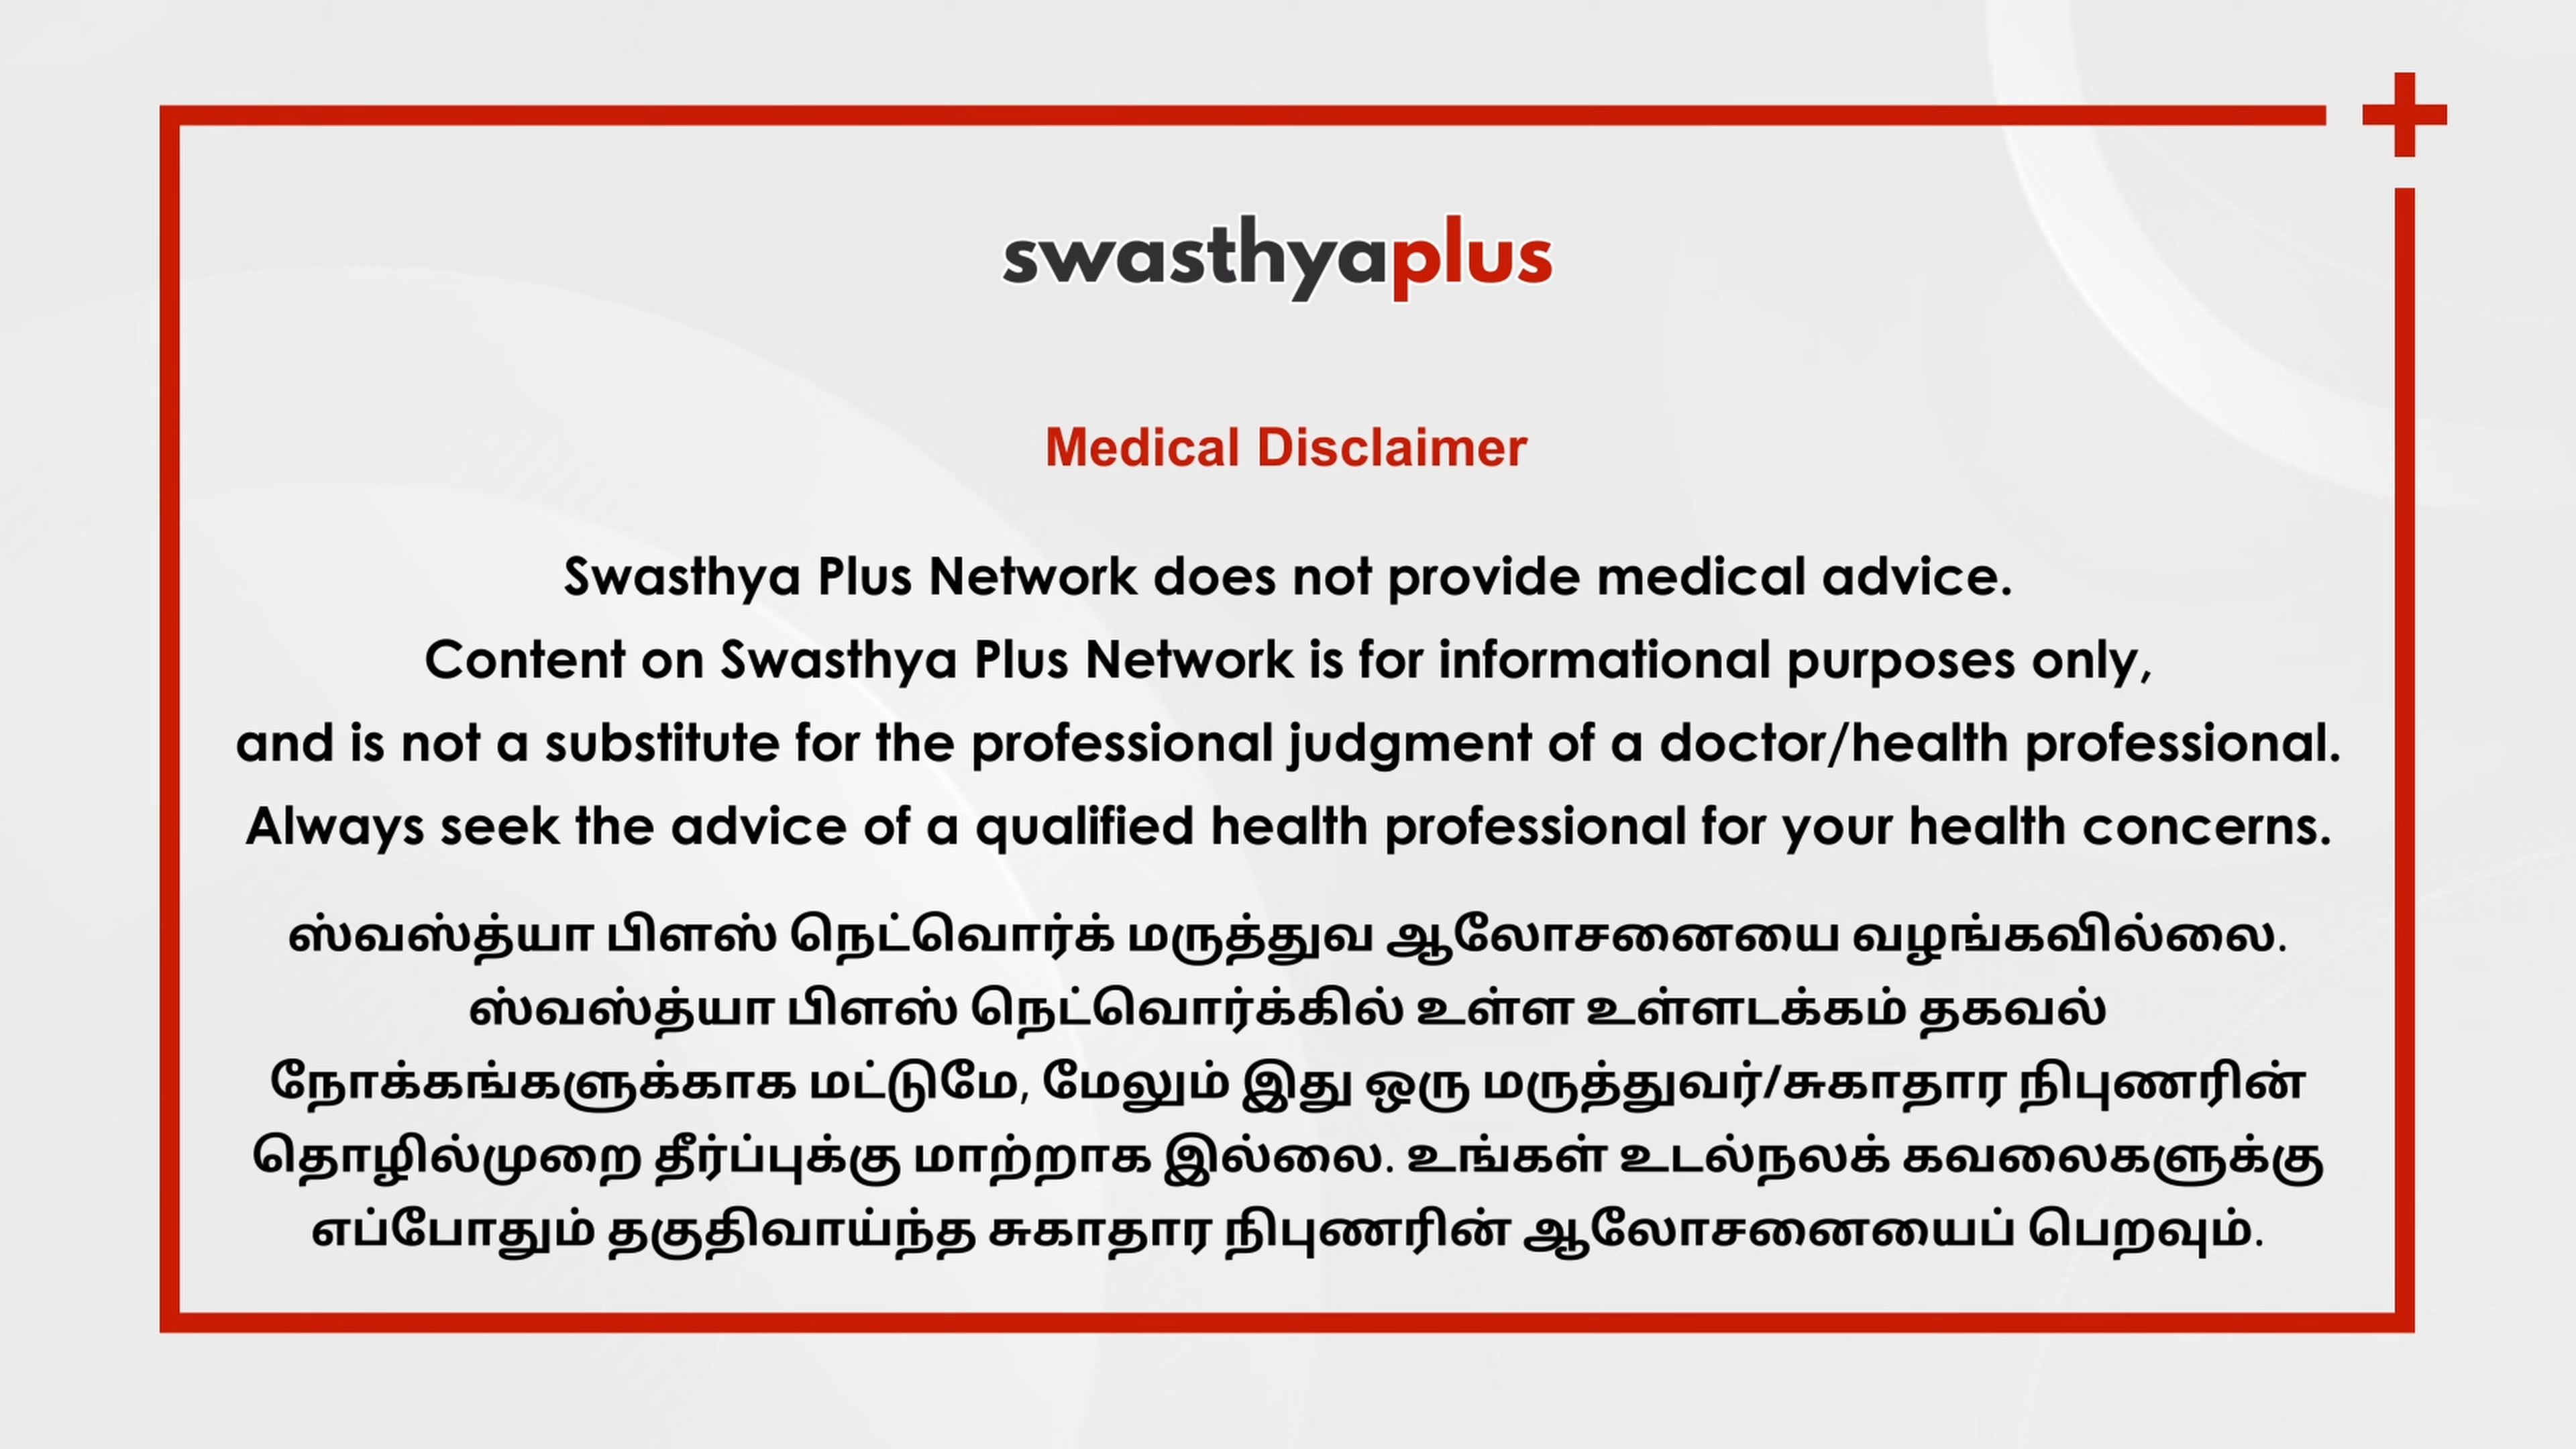 swasthyaplus
Medical Disclaimer
Swasthya Plus Network does not provide medical advice.
Content on Swasthya Plus Network is for informational purposes only,
and is not a substitute for the professional judgment of a doctor/health professional.
Always seek the advice of a qualified health professional for your health concerns.
ஸ்வஸ்த்யா பிளஸ் நெட்வொர்க் மருத்துவ ஆலோசனையை வழங்கவில்லை.
ஸ்வஸ்த்யா பிளஸ் நெட்வொர்க்கில் உள்ள உள்ளடக்கம் தகவல்
நோக்கங்களுக்காக மட்டுமே, மேலும் இது ஒரு மருத்துவர்/சுகாதார நிபுணரின்
தொழில்முறை தீர்ப்புக்கு மாற்றாக இல்லை. உங்கள் உடல்நலக் கவலைகளுக்கு
எப்போதும் தகுதிவாய்ந்த சுகாதார நிபுணரின் ஆலோசனையைப் பெறவும்.